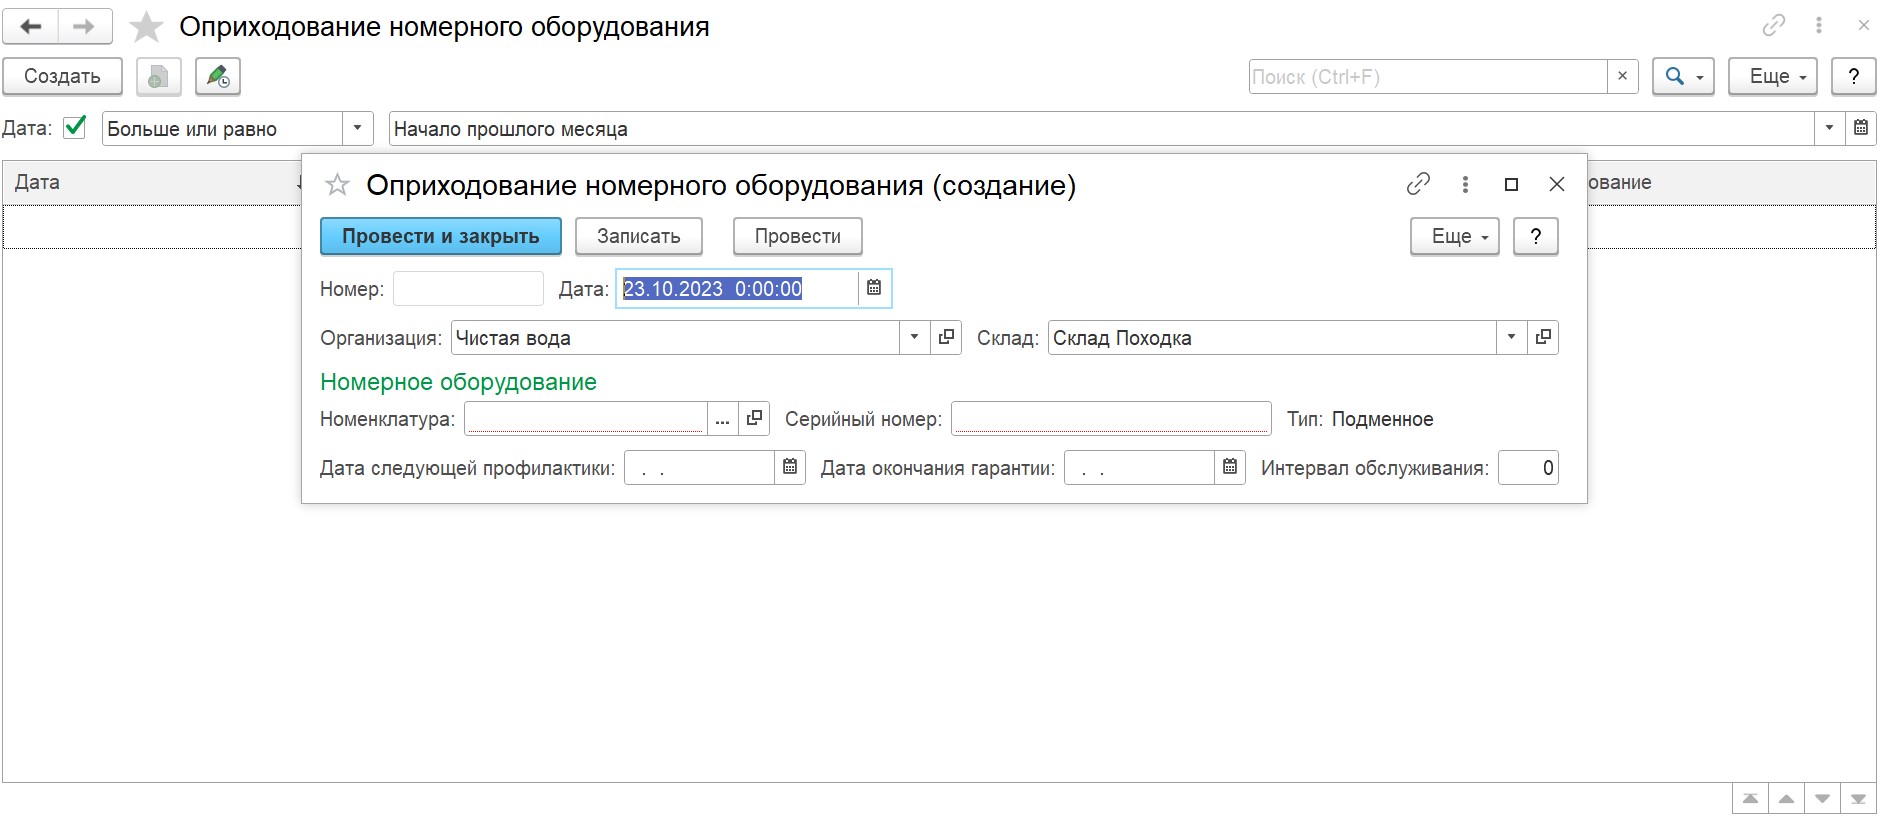 Оприходование номерного оборудования
Создать
Поиск (Ctrl+F)
×
Еще
?
Дата:
Больше или равно
Начало прошлого месяца
Дата
ование
Оприходование номерного оборудования (создание)
Провести и закрыть
Записать
Провести
Еще
?
Номер:
Дата: 23.10.2023 0:00:00
Организация: Чистая вода
Склад: Склад Походка
Номерное оборудование
Номенклатура:
...
Серийный номер:
Тип: Подменное
Дата следующей профилактики: . .
Дата окончания гарантии: . .
Интервал обслуживания: 0